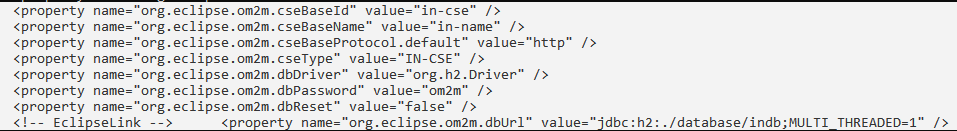 <property name="org.eclipse.om2m.cseBaseId" value="in-cse" />
<property name="org.eclipse.om2m.cseBaseName" value="in-name" />
<property name="org.eclipse.om2m.cseBaseProtocol.default" value="http" />
<property name="org.eclipse.om2m.cseType" value="IN-CSE" />
<property name="org.eclipse.om2m.dbDriver" value="org.h2.Driver" />
<property name="org.eclipse.om2m.dbPassword" value="om2m" />
<property name="org.eclipse.om2m.dbReset" value="false" />
<!-- EclipseLink -->      <property name="org.eclipse.om2m.dbUrl" value="jdbc:h2:./database/indb;MULTI_THREADED=1" />